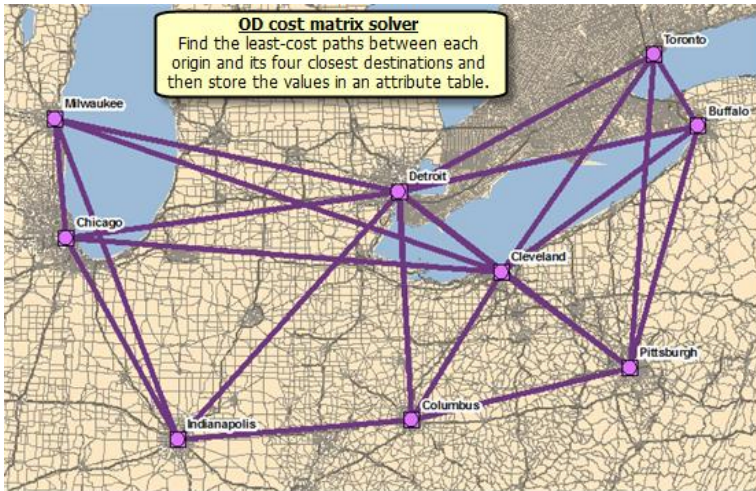 OD cost matrix solver
Find the least-cost paths between each
origin and its four closest destinations and
then store the values in an attribute table.
Toronto
Milwaukee
Buffalo
Detroit
Chicago
Cleveland
Pittsburgh
Columbus
Indianapolis